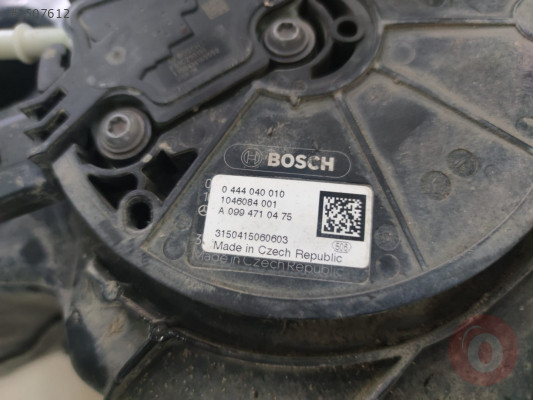 607612
BOSCH
0 444 040 010
1046084 001
A 099 471 04 75
3150415060603
Made in Czech Republic
Made in Czech Republic